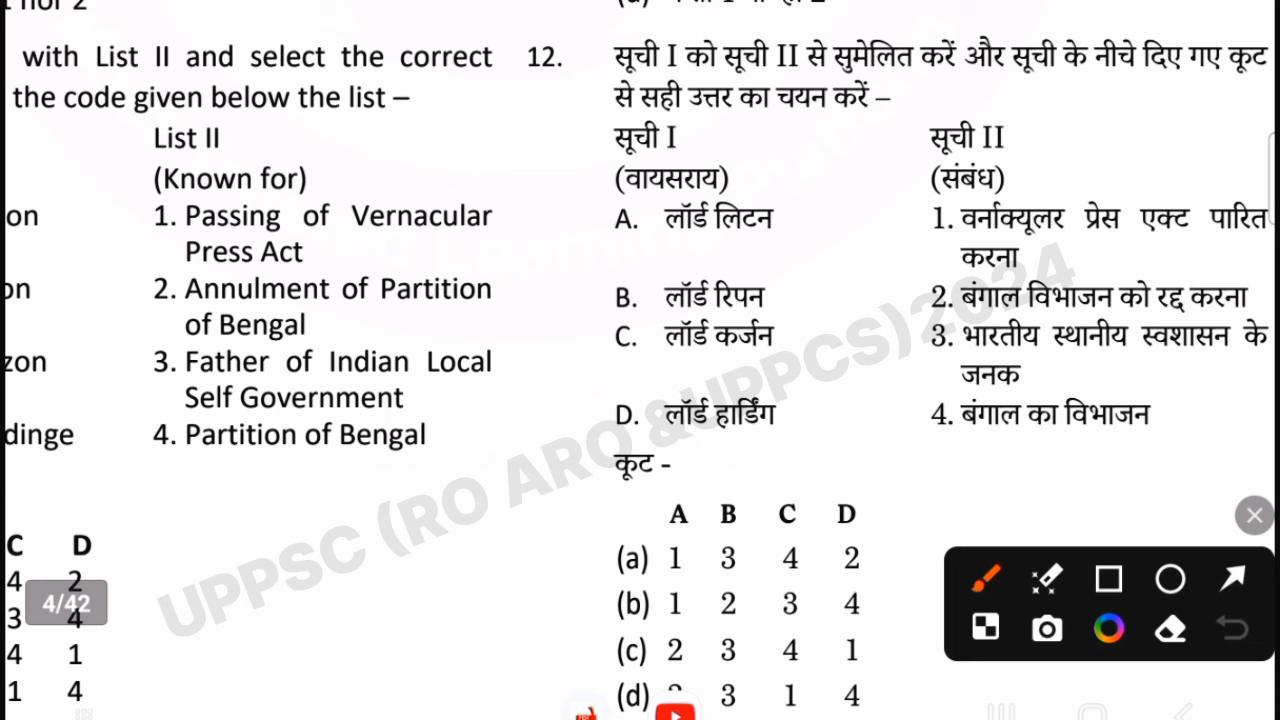 with List II and select the correct
the code given below the list –
List II
(Known for)
on 1. Passing of Vernacular
Press Act
on 2. Annulment of Partition
of Bengal
zon 3. Father of Indian Local
Self Government
dinge 4. Partition of Bengal
C D
4 2
4/42
3 4
4 1
1 4
12. सूची I को सूची II से सुमेलित करें और सूची के नीचे दिए गए कूट
से सही उत्तर का चयन करें –
सूची I सूची II
(वायसराय) (संबंध)
A. लॉर्ड लिटन 1. वर्नाक्यूलर प्रेस एक्ट पारित
करना
B. लॉर्ड रिपन 2. बंगाल विभाजन को रद्द करना
C. लॉर्ड कर्जन 3. भारतीय स्थानीय स्वशासन के
जनक
D. लॉर्ड हार्डिंग 4. बंगाल का विभाजन
कूट -
A B C D
(a) 1 3 4 2
(b) 1 2 3 4
(c) 2 3 4 1
(d) 3 1 4
UPPSC (RO ARO &UPPCS) 2024